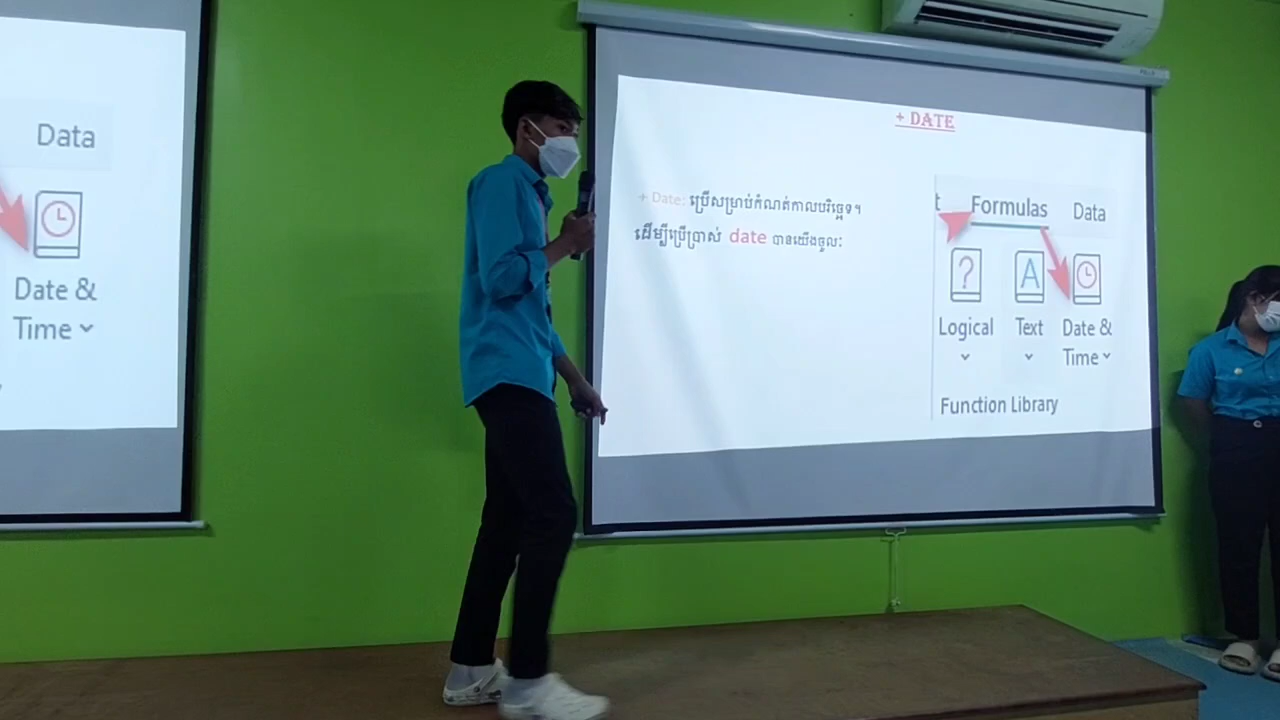 Data
Date &
Time
+ DATE
+ Date: ប្រើសម្រាប់កំណត់កាលបរិច្ឆេទ។
ដើម្បីប្រើប្រាស់ date បានយើងចូល:
t Formulas Data
? A
Logical Text Date &
Time
Function Library